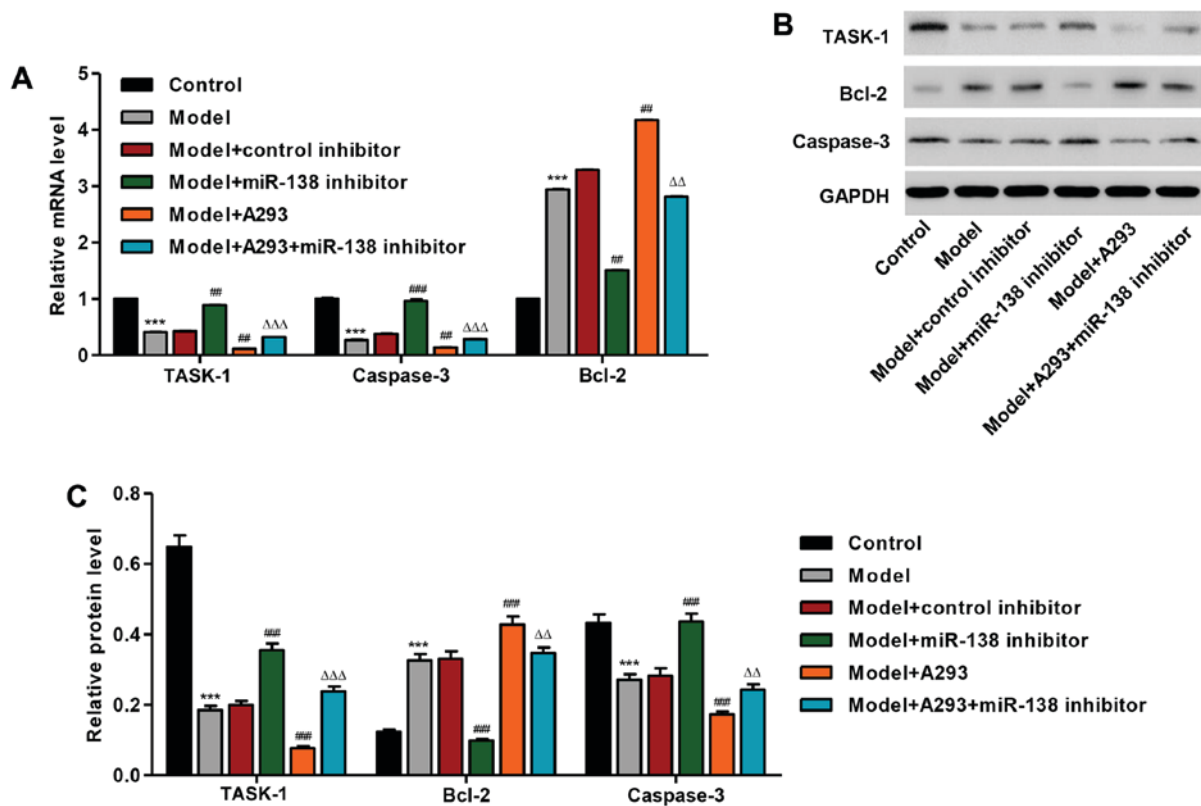 A
Relative mRNA level
5
4
3
2
1
0
Control
Model
Model+control inhibitor
Model+miR-138 inhibitor
Model+A293
Model+A293+miR-138 inhibitor
***
##
##
ΔΔΔ
***
###
##
ΔΔΔ
***
##
##
ΔΔ
TASK-1
Caspase-3
Bcl-2
B
TASK-1
Bcl-2
Caspase-3
GAPDH
Control
Model
Model+control inhibitor
Model+miR-138 inhibitor
Model+A293
Model+A293+miR-138 inhibitor
C
Relative protein level
0.8
0.6
0.4
0.2
0.0
***
###
###
ΔΔΔ
***
###
###
ΔΔ
***
###
###
ΔΔ
TASK-1
Bcl-2
Caspase-3
Control
Model
Model+control inhibitor
Model+miR-138 inhibitor
Model+A293
Model+A293+miR-138 inhibitor